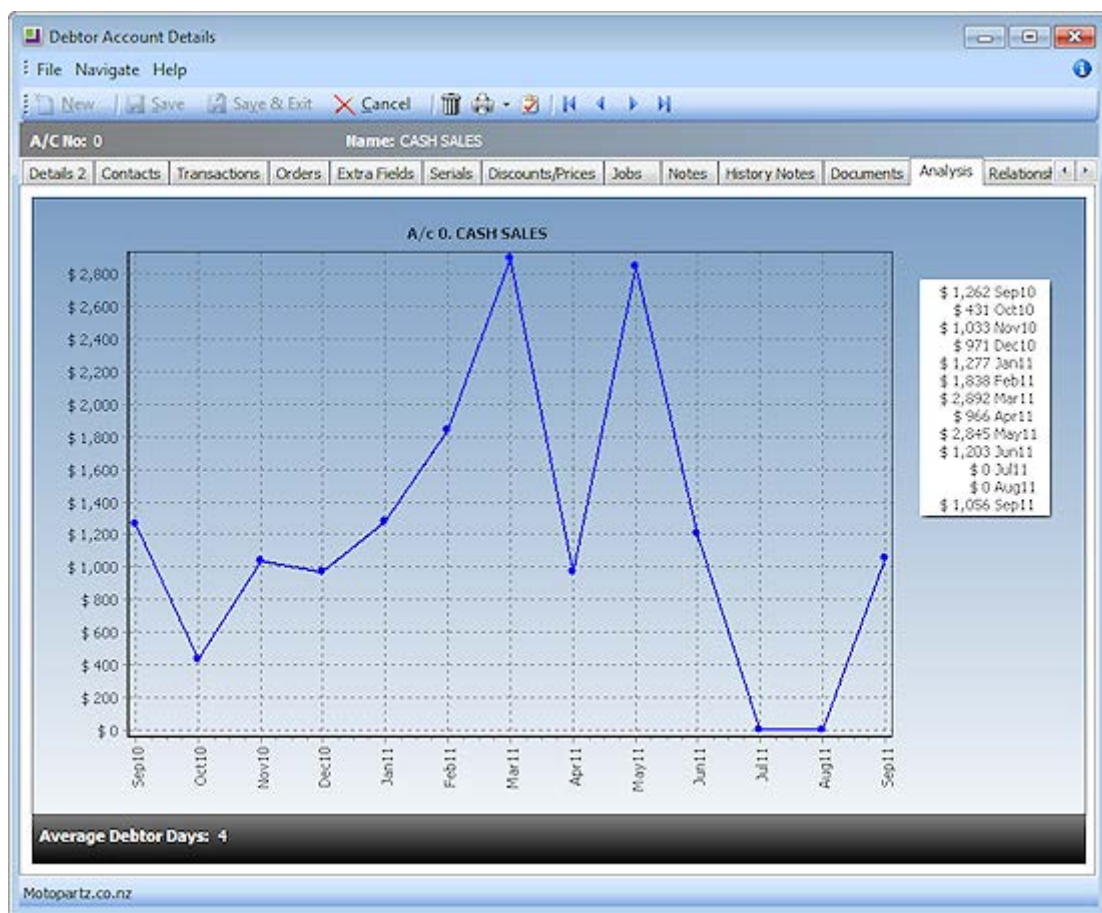 Debtor Account Details
File Navigate Help
New Save Save & Exit Cancel
A/C No: 0 Name: CASH SALES
Details 2 Contacts Transactions Orders Extra Fields Serials Discounts/Prices Jobs Notes History Notes Documents Analysis Relationsh
A/c 0. CASH SALES
$ 2,800
$ 2,600
$ 2,400
$ 2,200
$ 2,000
$ 1,800
$ 1,600
$ 1,400
$ 1,200
$ 1,000
$ 800
$ 600
$ 400
$ 200
$ 0
Sep10 Oct10 Nov10 Dec10 Jan11 Feb11 Mar11 Apr11 May11 Jun11 Jul11 Aug11 Sep11
$ 1,262 Sep10
$ 431 Oct10
$ 1,033 Nov10
$ 971 Dec10
$ 1,277 Jan11
$ 1,838 Feb11
$ 2,892 Mar11
$ 966 Apr11
$ 2,845 May11
$ 1,203 Jun11
$ 0 Jul11
$ 0 Aug11
$ 1,056 Sep11
Average Debtor Days: 4
Motopartz.co.nz